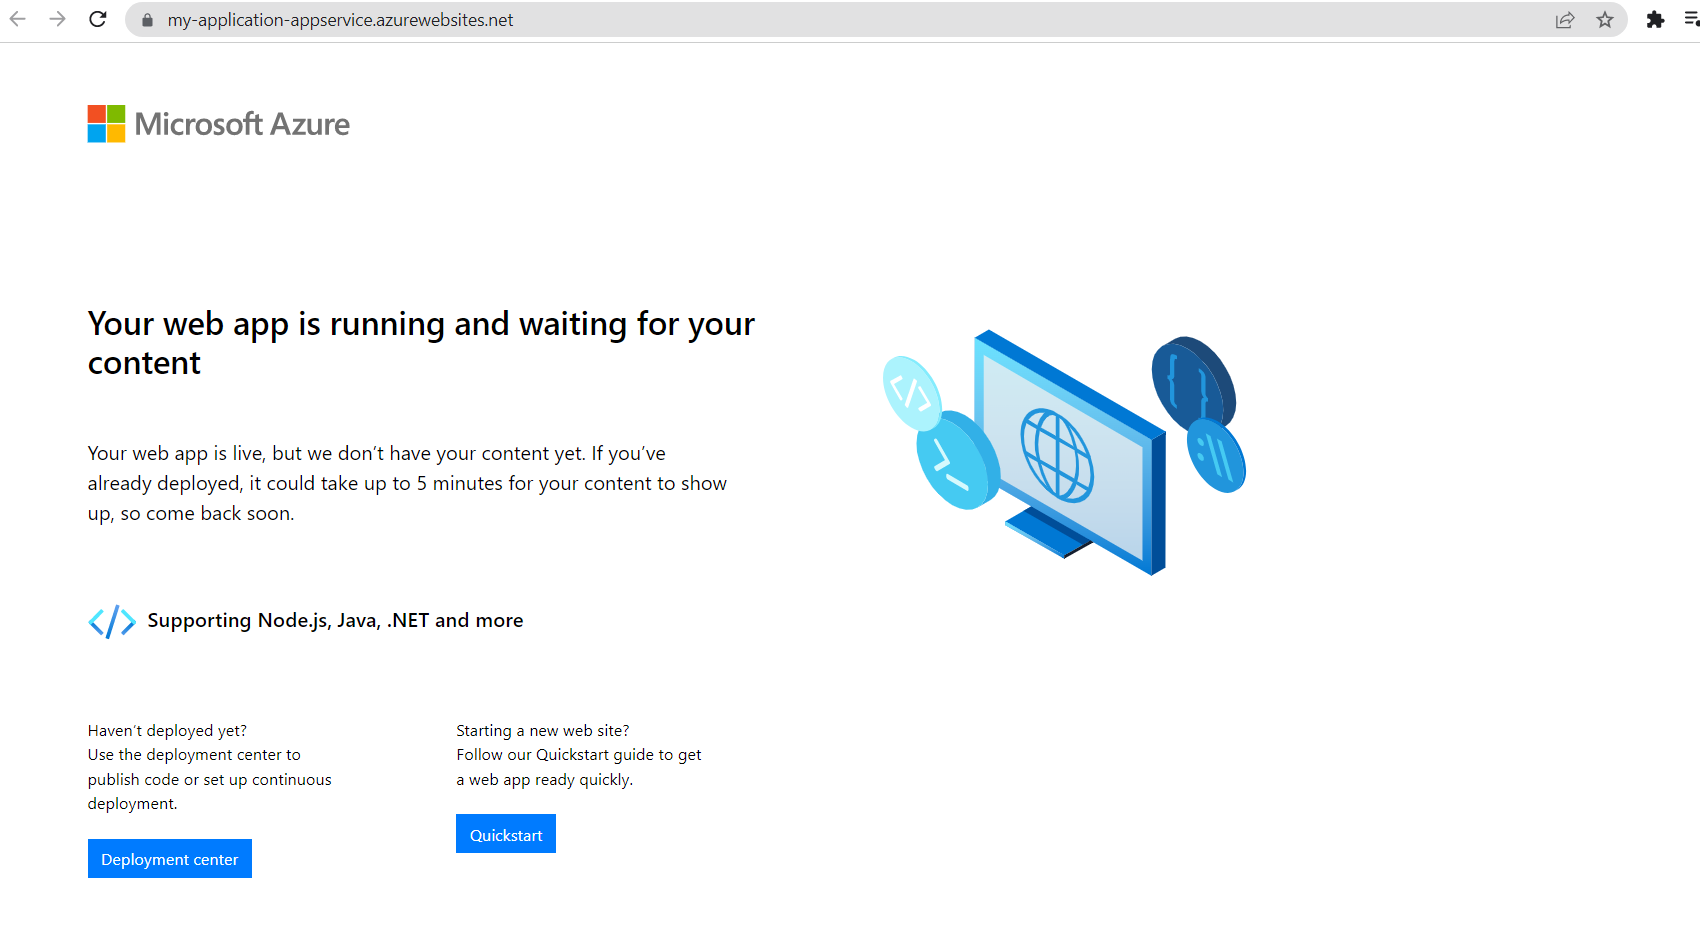 my-application-appservice.azurewebsites.net
Microsoft Azure
Your web app is running and waiting for your
content
Your web app is live, but we don’t have your content yet. If you’ve
already deployed, it could take up to 5 minutes for your content to show
up, so come back soon.
</> Supporting Node.js, Java, .NET and more
Haven’t deployed yet?
Use the deployment center to
publish code or set up continuous
deployment.
Deployment center
Starting a new web site?
Follow our Quickstart guide to get
a web app ready quickly.
Quickstart